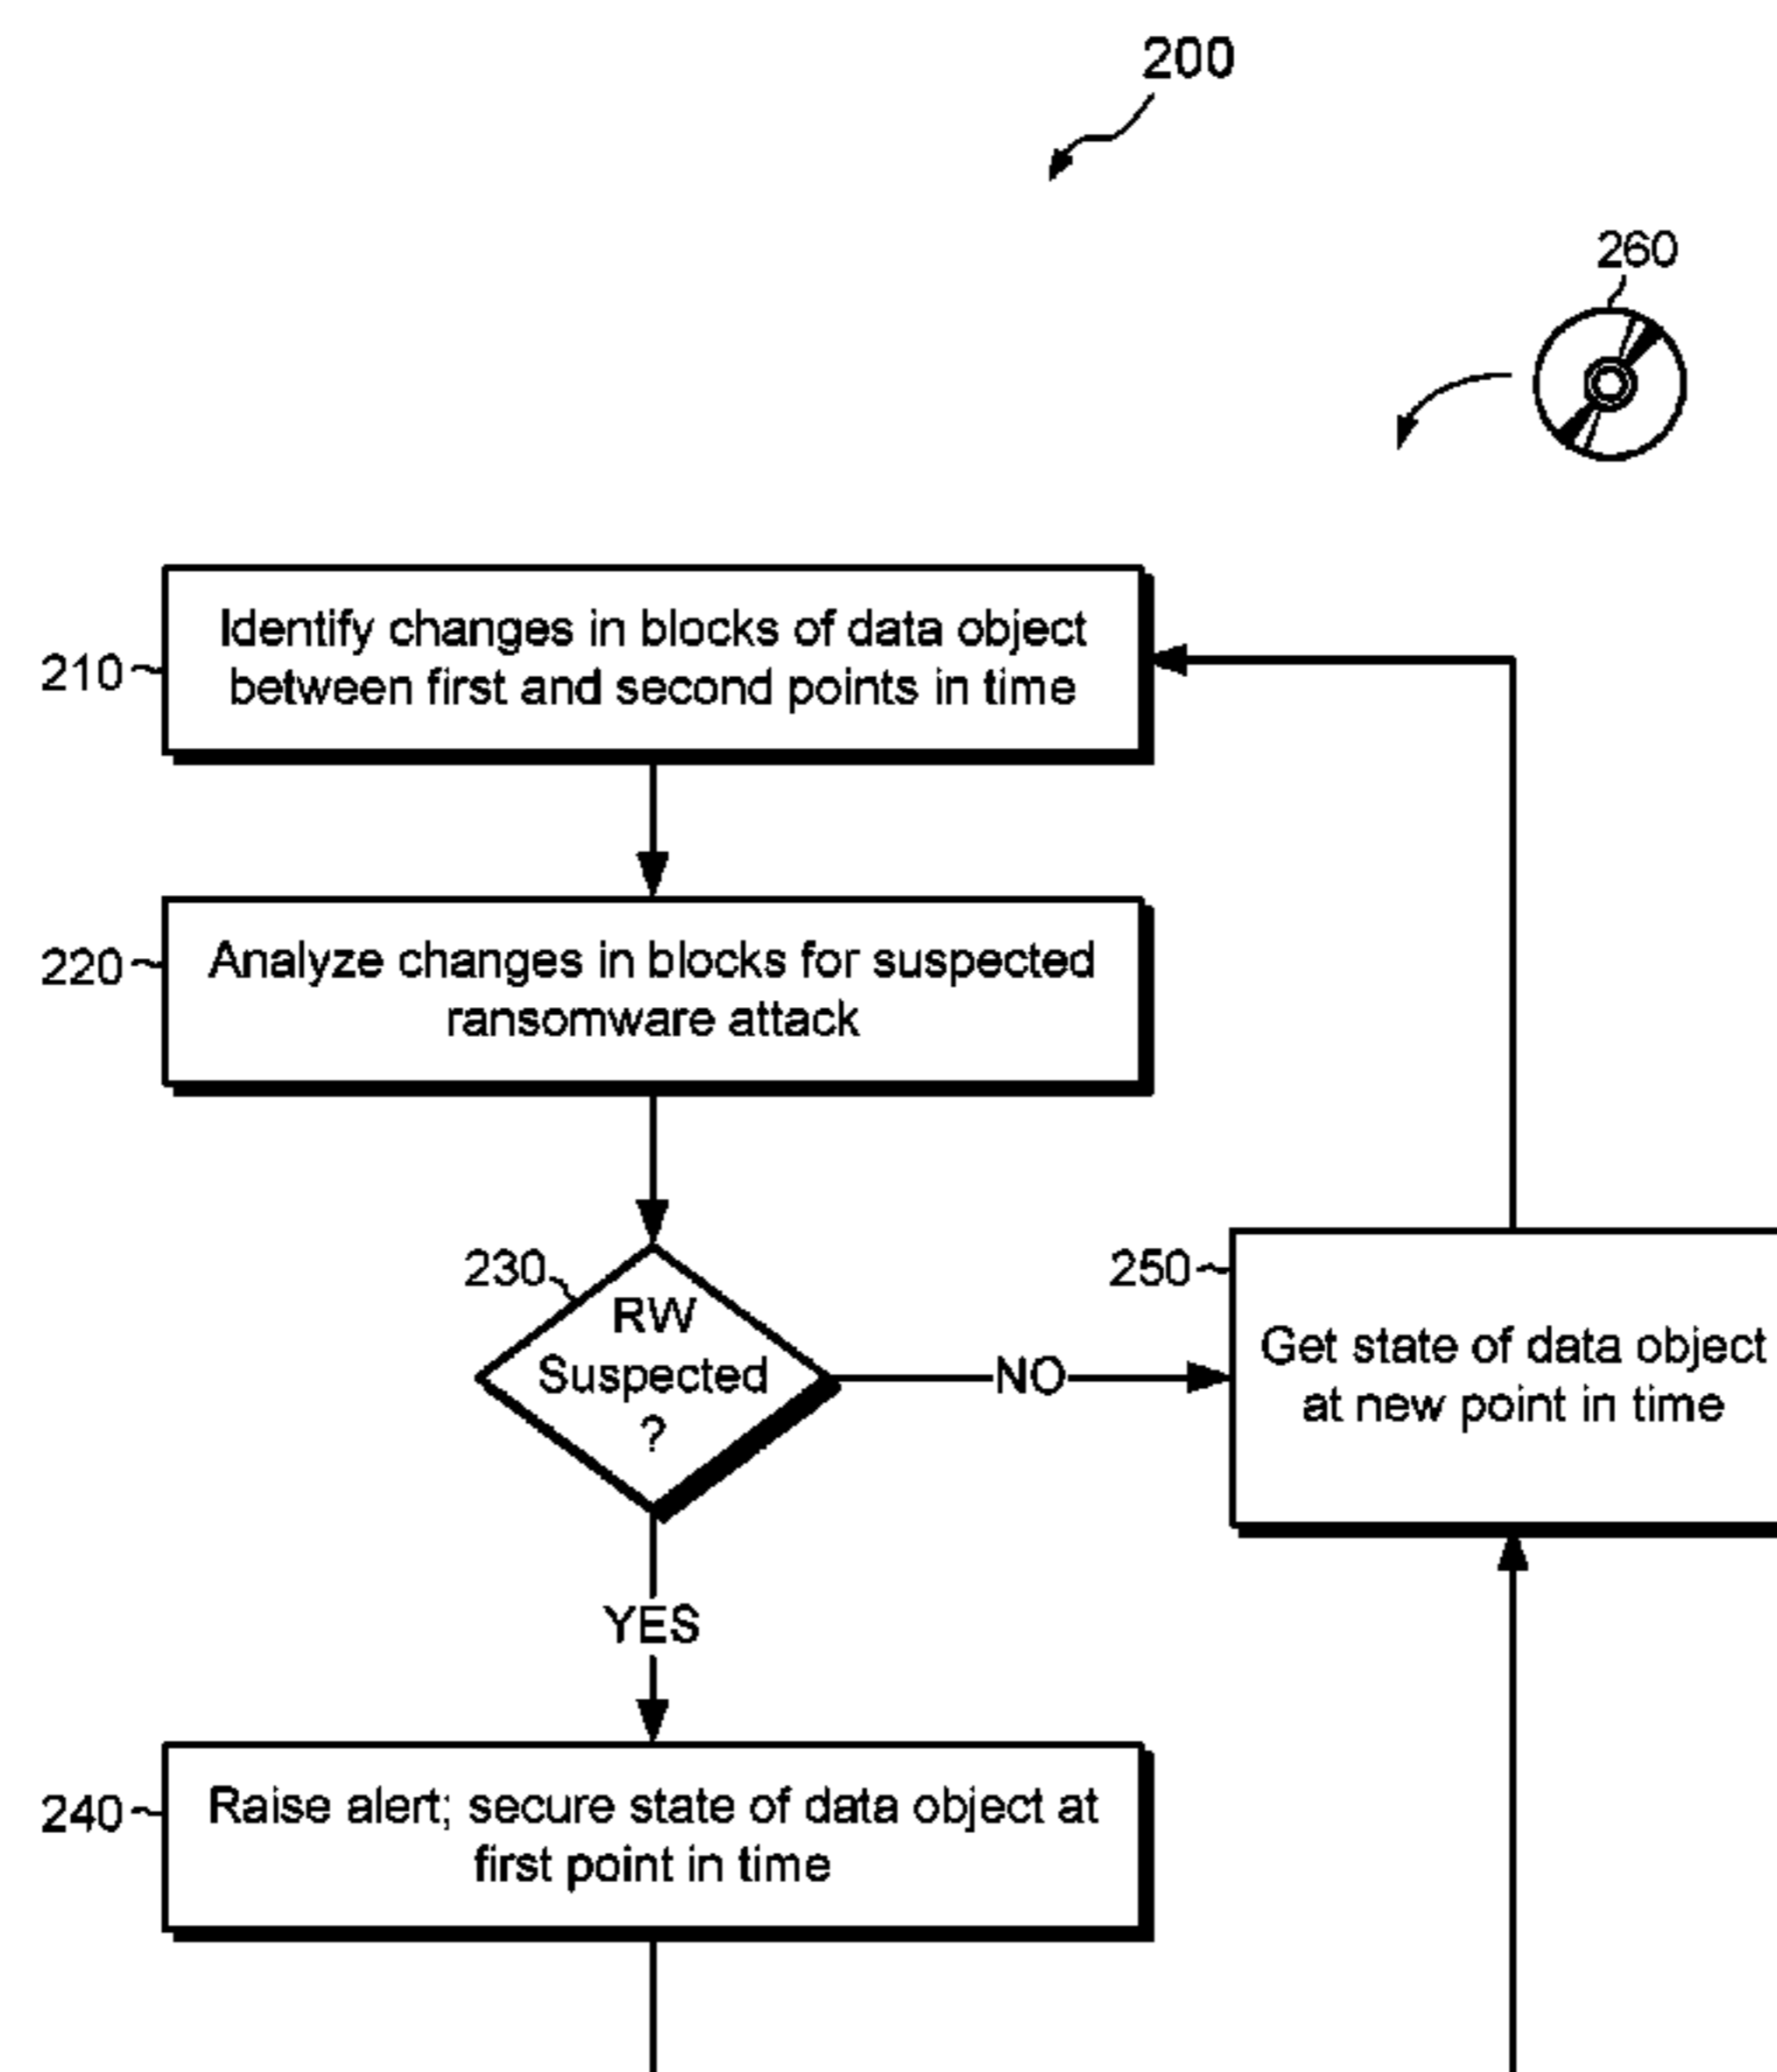 200
260
Identify changes in blocks of data object
between first and second points in time
210
220
Analyze changes in blocks for suspected
ransomware attack
230
RW
Suspected
?
NO
250
Get state of data object
at new point in time
YES
240
Raise alert; secure state of data object at
first point in time